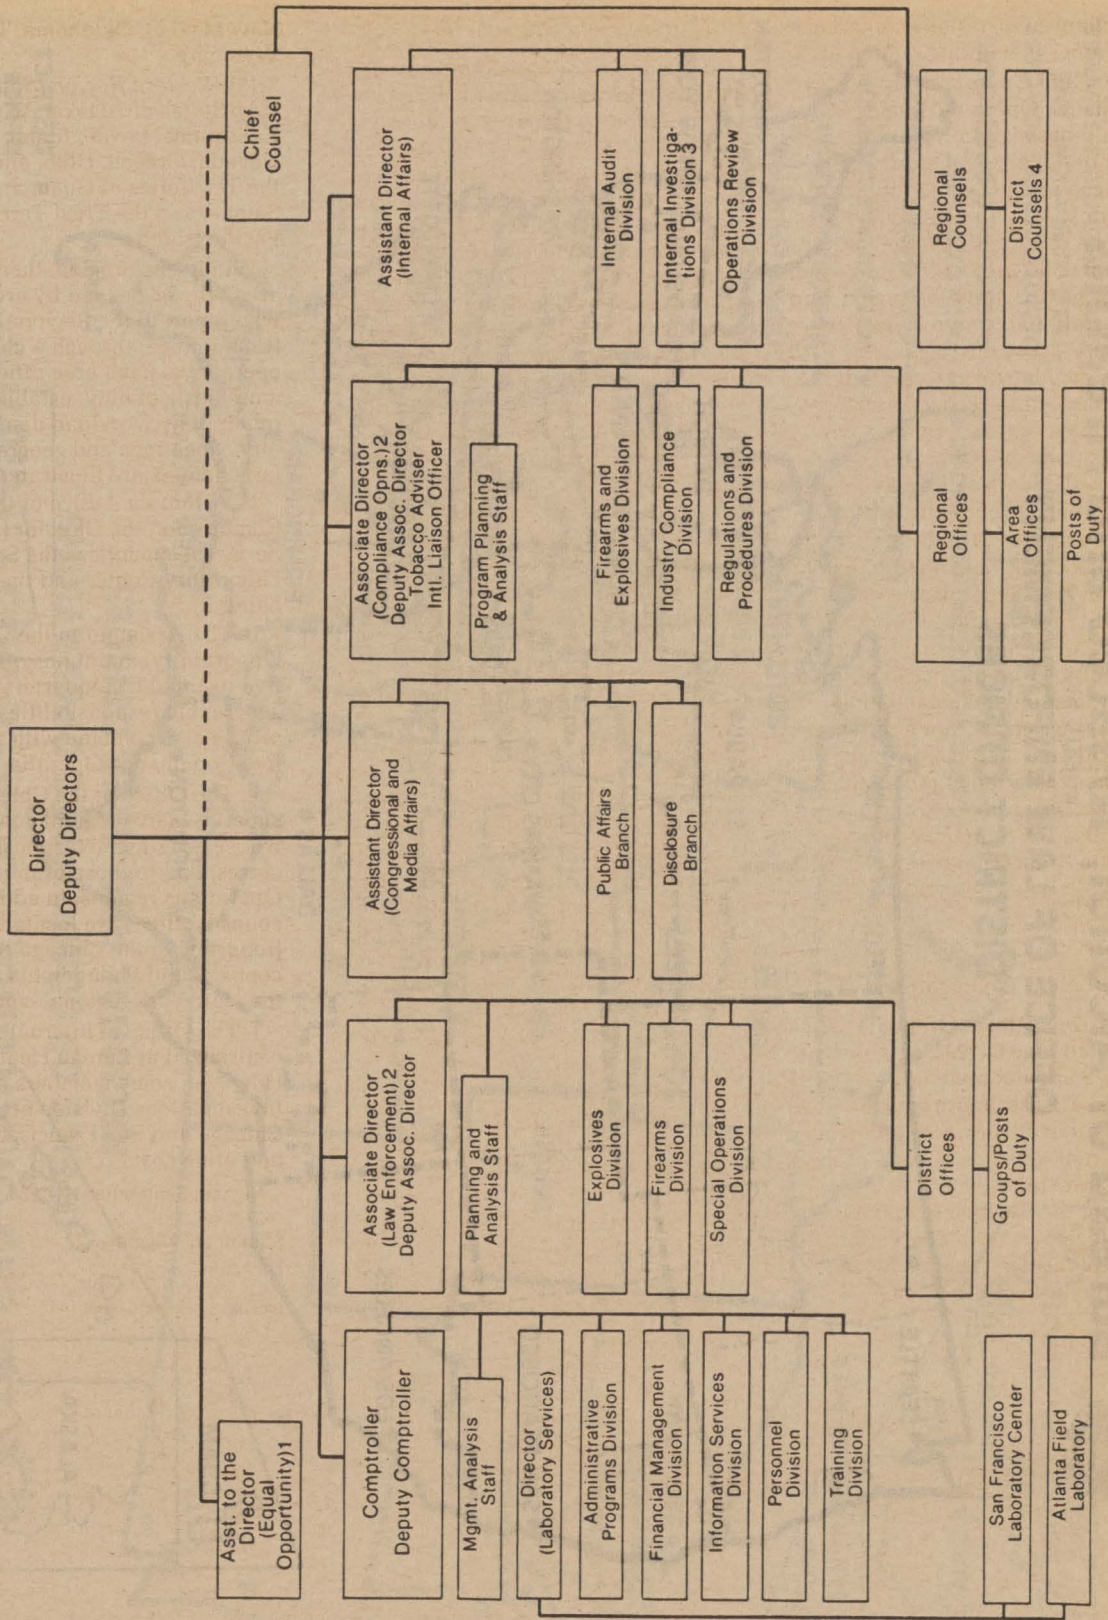 Director
Deputy Directors
Asst. to the
Director
(Equal
Opportunity)1
Chief
Counsel
Comptroller
Deputy Comptroller
Mgmt. Analysis
Staff
Director
(Laboratory Services)
Administrative
Programs Division
Financial Management
Division
Information Services
Division
Personnel
Division
Training
Division
San Francisco
Laboratory Center
Atlanta Field
Laboratory
Associate Director
(Law Enforcement)2
Deputy Assoc. Director
Planning and
Analysis Staff
Explosives
Division
Firearms
Division
Special Operations
Division
District
Offices
Groups/Posts
of Duty
Assistant Director
(Congressional and
Media Affairs)
Public Affairs
Branch
Disclosure
Branch
Associate Director
(Compliance Opns.)2
Deputy Assoc. Director
Tobacco Adviser
Intl. Liaison Officer
Program Planning
& Analysis Staff
Firearms and
Explosives Division
Industry Compliance
Division
Regulations and
Procedures Division
Regional
Offices
Area
Offices
Posts of
Duty
Assistant Director
(Internal Affairs)
Internal Audit
Division
Internal Investiga-
tions Division 3
Operations Review
Division
Regional
Counsels
District
Counsels 4